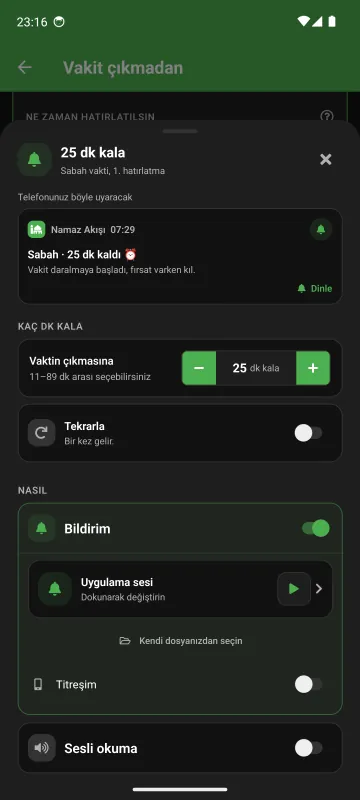 23:16
Vakit çıkmadan
NE ZAMAN HATIRLATILSIN
25 dk kala
Sabah vakti, 1. hatırlatma
Telefonunuz böyle uyaracak
Namaz Akışı 07:29
Sabah · 25 dk kaldı ⏰
Vakit daralmaya başladı, fırsat varken kıl.
Dinle
KAÇ DK KALA
Vaktin çıkmasına
11–89 dk arası seçebilirsiniz
− 25 dk kala +
Tekrarla
Bir kez gelir.
NASIL
Bildirim
Uygulama sesi
Dokunarak değiştirin
Kendi dosyanızdan seçin
Titreşim
Sesli okuma